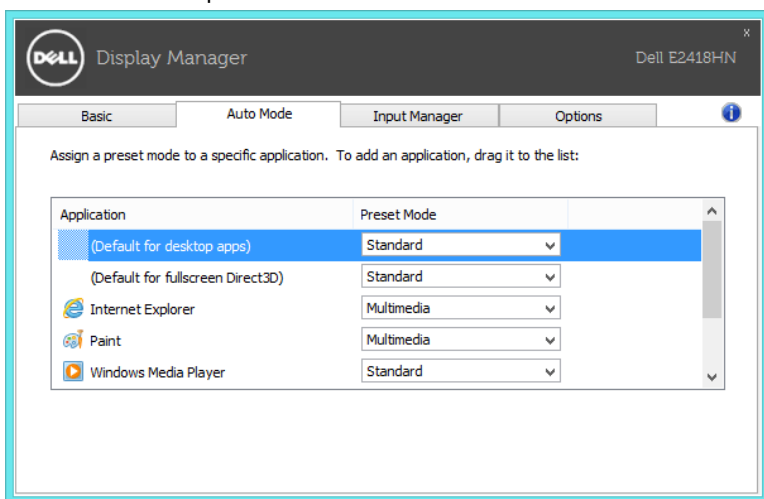 DELL Display Manager Dell E2418HN x
Basic Auto Mode Input Manager Options
Assign a preset mode to a specific application. To add an application, drag it to the list:
Application Preset Mode
(Default for desktop apps) Standard
(Default for fullscreen Direct3D) Standard
Internet Explorer Multimedia
Paint Multimedia
Windows Media Player Standard